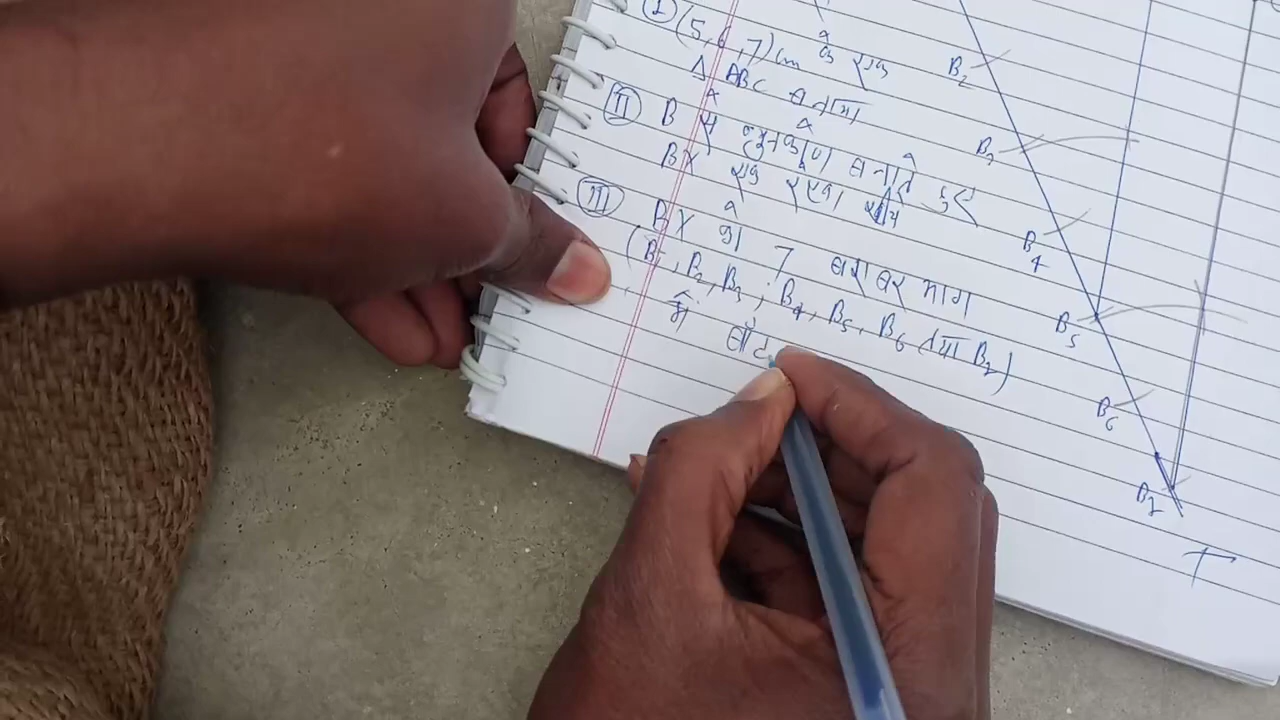 I (5, 6, 7) cm के एक
Δ ABC बनाया
II B से न्युनकोण बनाते हुए
BX एक रेखा खींच
III BX को 7 बराबर भाग
(B₁, B₂, B₃, B₄, B₅, B₆ तथा B₇)
में बाँट
B₂
B₃
B₄
B₅
B₆
B₇